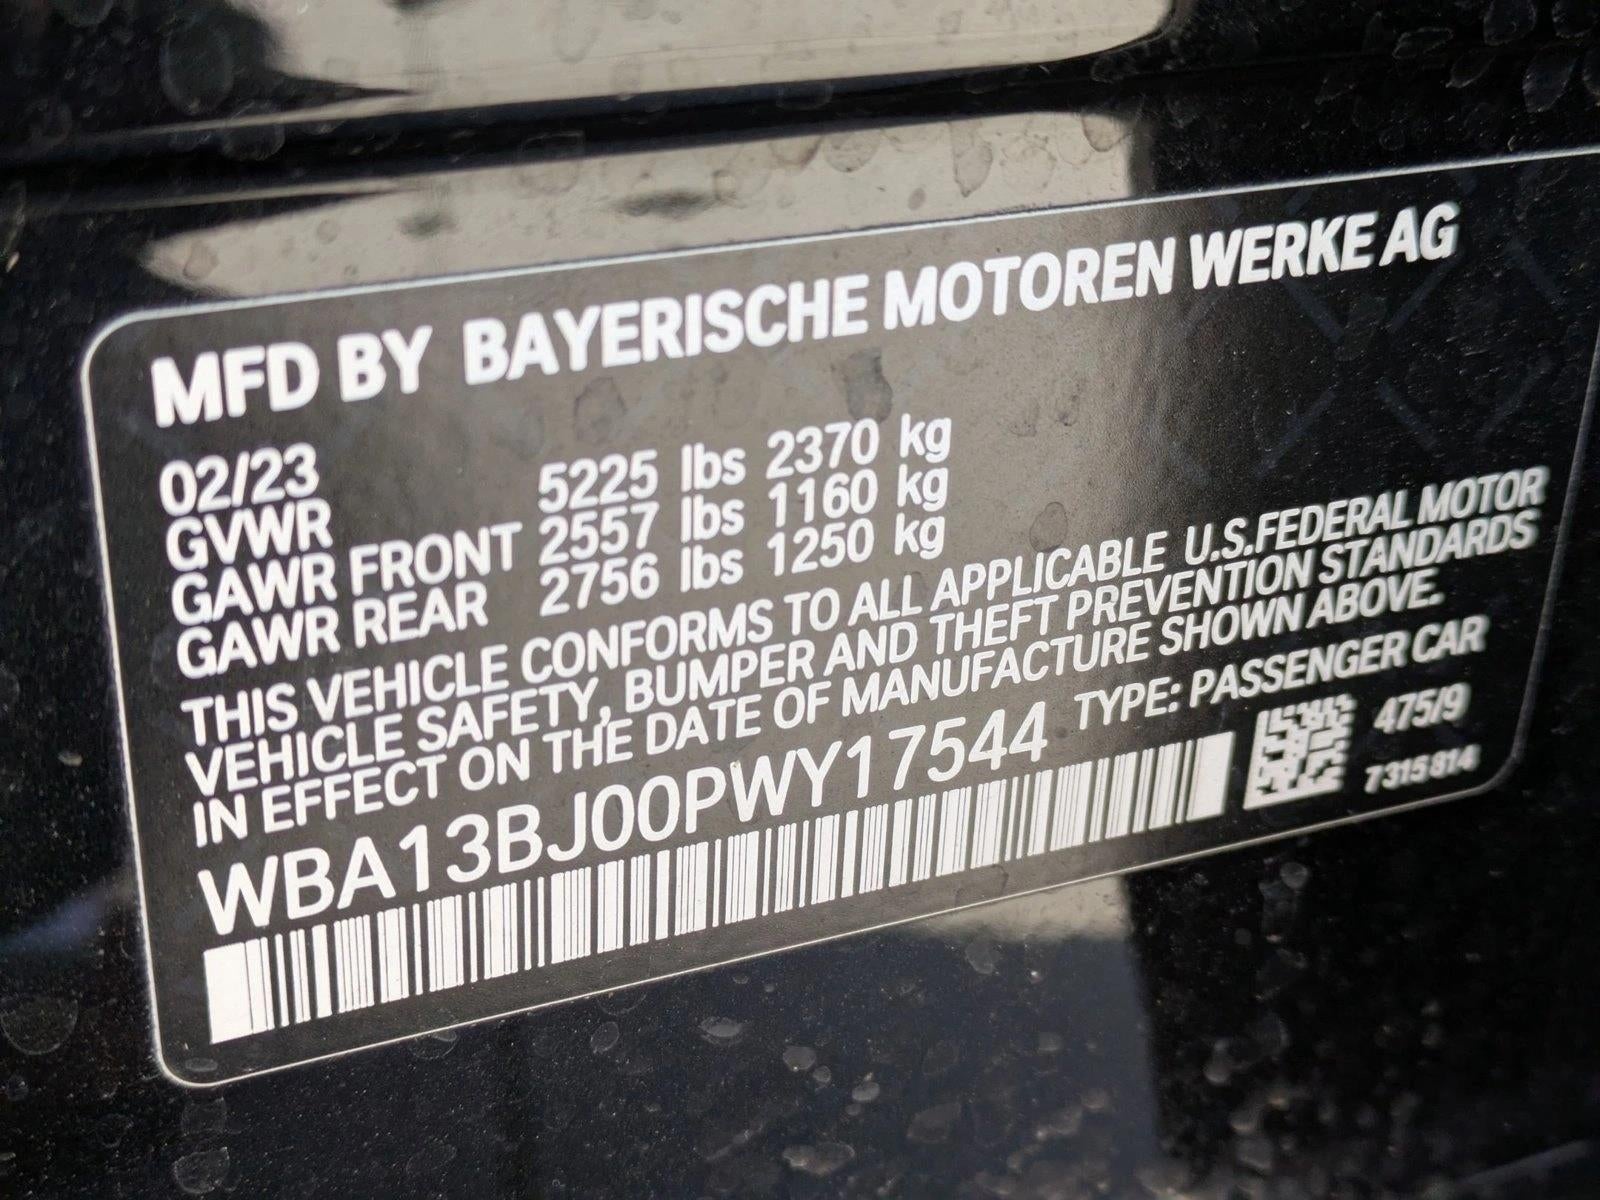 MFD BY BAYERISCHE MOTOREN WERKE AG
02/23
GVWR 5225 lbs 2370 kg
GAWR FRONT 2557 lbs 1160 kg
GAWR REAR 2756 lbs 1250 kg
THIS VEHICLE CONFORMS TO ALL APPLICABLE U.S.FEDERAL MOTOR
VEHICLE SAFETY, BUMPER AND THEFT PREVENTION STANDARDS
IN EFFECT ON THE DATE OF MANUFACTURE SHOWN ABOVE.
WBA13BJ00PWY17544 TYPE: PASSENGER CAR
475/9
7315814